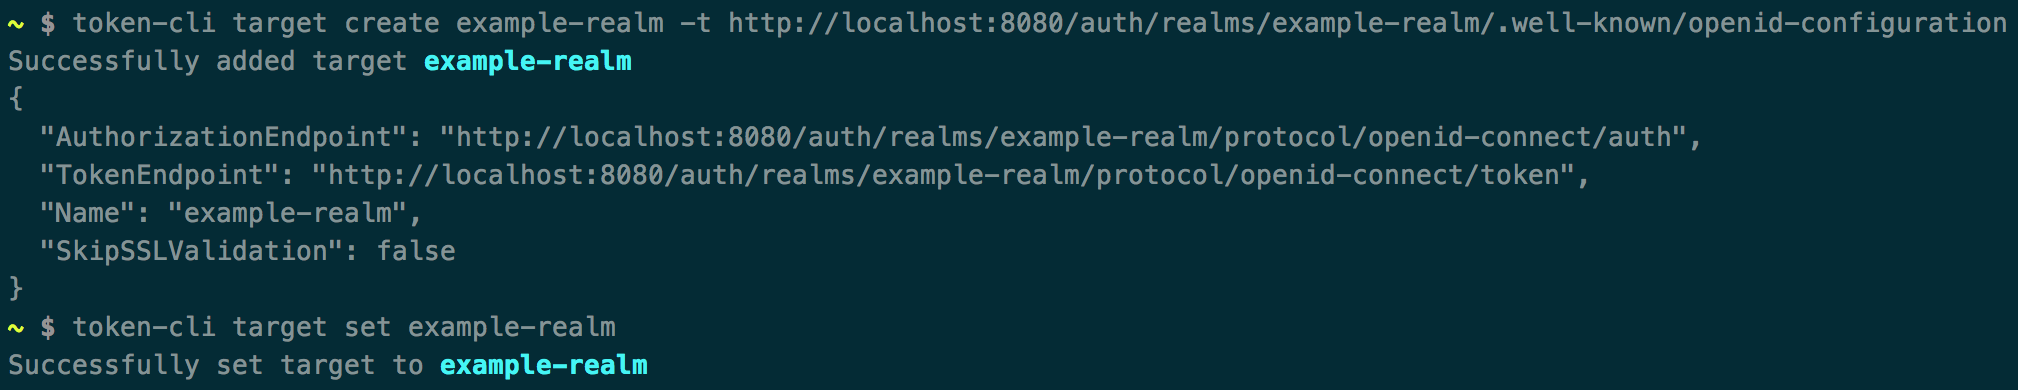 ~ $ token-cli target create example-realm -t http://localhost:8080/auth/realms/example-realm/.well-known/openid-configuration
Successfully added target example-realm
{
  "AuthorizationEndpoint": "http://localhost:8080/auth/realms/example-realm/protocol/openid-connect/auth",
  "TokenEndpoint": "http://localhost:8080/auth/realms/example-realm/protocol/openid-connect/token",
  "Name": "example-realm",
  "SkipSSLValidation": false
}
~ $ token-cli target set example-realm
Successfully set target to example-realm